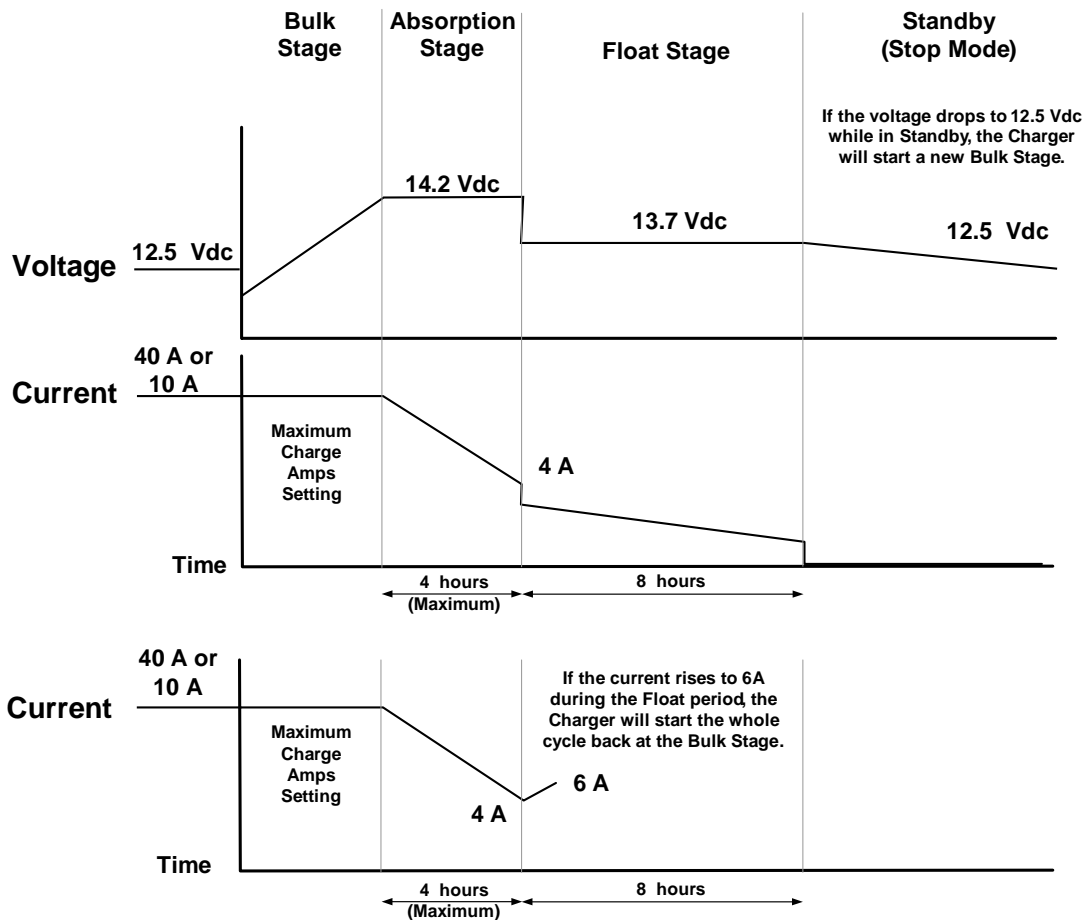 Bulk
Stage
Absorption
Stage
Float Stage
Standby
(Stop Mode)
If the voltage drops to 12.5 Vdc
while in Standby, the Charger
will start a new Bulk Stage.
14.2 Vdc
13.7 Vdc
12.5 Vdc
12.5 Vdc
Voltage
40 A or
10 A
Current
Maximum
Charge
Amps
Setting
4 A
Time
4 hours
(Maximum)
8 hours
40 A or
10 A
Current
Maximum
Charge
Amps
Setting
If the current rises to 6A
during the Float period, the
Charger will start the whole
cycle back at the Bulk Stage.
6 A
4 A
Time
4 hours
(Maximum)
8 hours